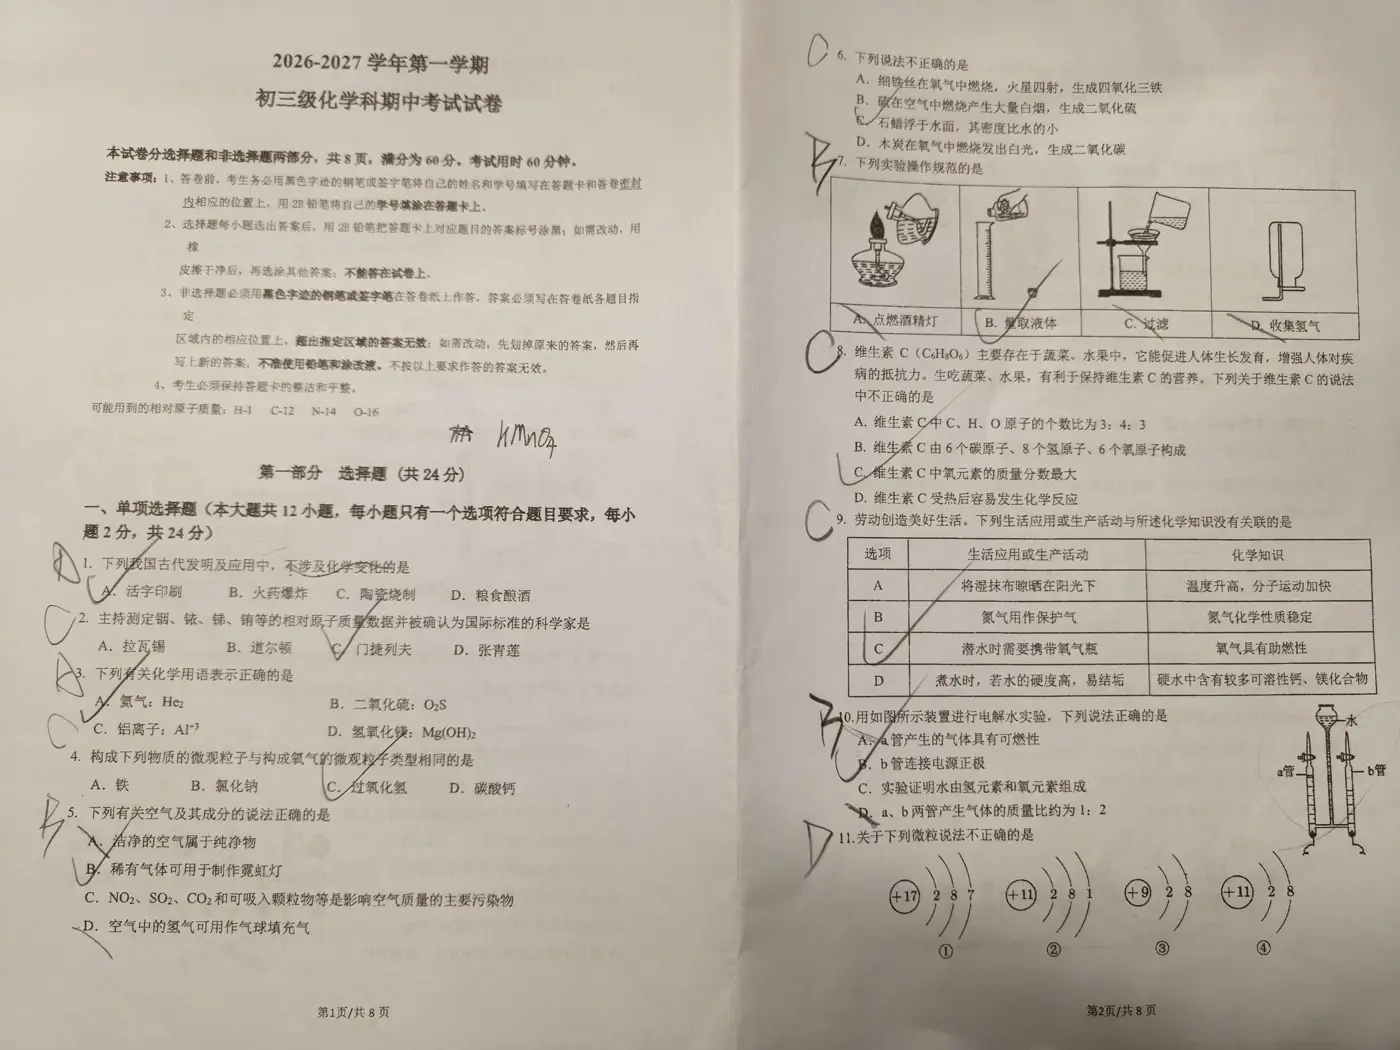 2026-2027 学年第一学期
初三级化学科期中考试试卷
本试卷分选择题和非选择题两部分，共 8 页，满分为 60 分。考试用时 60 分钟。
注意事项：1、答卷前，考生务必用黑色字迹的钢笔或签字笔将自己的姓名和学号填写在答题卡和答卷密封
内相应的位置上，用 2B 铅笔将自己的学号填涂在答题卡上。
2、选择题每小题选出答案后，用 2B 铅笔把答题卡上对应题目的答案标号涂黑；如需改动，用
橡
皮擦干净后，再选涂其他答案；不能答在试卷上。
3、非选择题必须用黑色字迹的钢笔或签字笔在答卷纸上作答，答案必须写在答卷纸各题目指
定
区域内的相应位置上，超出指定区域的答案无效；如需改动，先划掉原来的答案，然后再
写上新的答案；不准使用铅笔和涂改液。不按以上要求作答的答案无效。
4、考生必须保持答题卡的整洁和平整。
可能用到的相对原子质量：H-1 C-12 N-14 O-16
KMnO4
第一部分 选择题（共 24 分）
一、单项选择题（本大题共 12 小题，每小题只有一个选项符合题目要求，每小
题 2 分，共 24 分）
D
1. 下列我国古代发明及应用中，不涉及化学变化的是
A. 活字印刷 B. 火药爆炸 C. 陶瓷烧制 D. 粮食酿酒
C
2. 主持测定铟、铱、锑、铕等的相对原子质量数据并被确认为国际标准的科学家是
A. 拉瓦锡 B. 道尔顿 C. 门捷列夫 D. 张青莲
3. 下列有关化学用语表示正确的是
A. 氦气：He₂ B. 二氧化硫：O₂S
C. 铝离子：Al⁺³ D. 氢氧化镁：Mg(OH)₂
C
4. 构成下列物质的微观粒子与构成氧气的微观粒子类型相同的是
A. 铁 B. 氯化钠 C. 过氧化氢 D. 碳酸钙
B
5. 下列有关空气及其成分的说法正确的是
A. 洁净的空气属于纯净物
B. 稀有气体可用于制作霓虹灯
C. NO₂、SO₂、CO₂ 和可吸入颗粒物等是影响空气质量的主要污染物
D. 空气中的氢气可用作气球填充气
第1页/共 8 页
C
6. 下列说法不正确的是
A. 细铁丝在氧气中燃烧，火星四射，生成四氧化三铁
B. 硫在空气中燃烧产生大量白烟，生成二氧化硫
C. 石蜡浮于水面，其密度比水的小
D. 木炭在氧气中燃烧发出白光，生成二氧化碳
B
7. 下列实验操作规范的是
A. 点燃酒精灯 B. 量取液体 C. 过滤 D. 收集氢气
C
8. 维生素 C（C₆H₈O₆）主要存在于蔬菜、水果中，它能促进人体生长发育，增强人体对疾
病的抵抗力。生吃蔬菜、水果，有利于保持维生素 C 的营养。下列关于维生素 C 的说法
中不正确的是
A. 维生素 C 中 C、H、O 原子的个数比为 3：4：3
B. 维生素 C 由 6 个碳原子、8 个氢原子、6 个氧原子构成
C. 维生素 C 中氧元素的质量分数最大
D. 维生素 C 受热后容易发生化学反应
C
9. 劳动创造美好生活。下列生活应用或生产活动与所述化学知识没有关联的是
选项 生活应用或生产活动 化学知识
A 将湿抹布晾晒在阳光下 温度升高，分子运动加快
B 氮气用作保护气 氮气化学性质稳定
C 潜水时需要携带氧气瓶 氧气具有助燃性
D 煮水时，若水的硬度高，易结垢 硬水中含有较多可溶性钙、镁化合物
B
10.用如图所示装置进行电解水实验，下列说法正确的是
A. a 管产生的气体具有可燃性
B. b 管连接电源正极
C. 实验证明水由氢元素和氧元素组成
D. a、b 两管产生气体的质量比约为 1：2
水
a管 b管
D
11.关于下列微粒说法不正确的是
+17 2 8 7 +11 2 8 1 +9 2 8 +11 2 8
① ② ③ ④
第2页/共 8 页